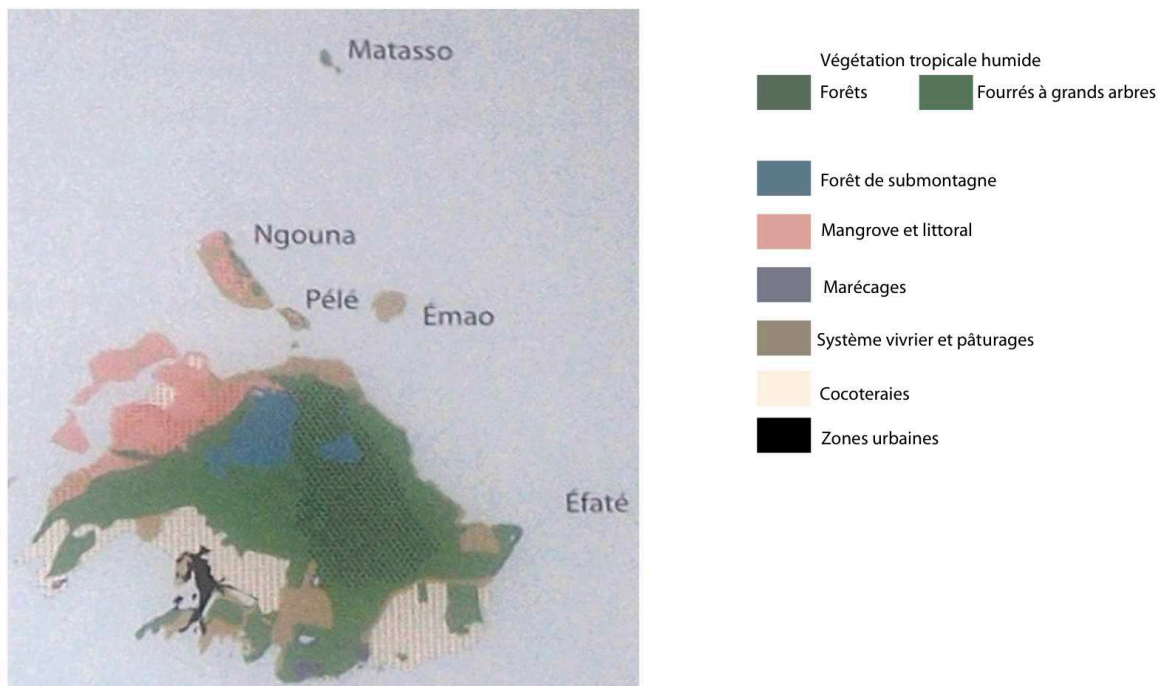 Matasso
Ngouna
Pélé
Émao
Éfaté
Végétation tropicale humide
Forêts
Fourrés à grands arbres
Forêt de submontagne
Mangrove et littoral
Marécages
Système vivrier et pâturages
Cocoteraies
Zones urbaines